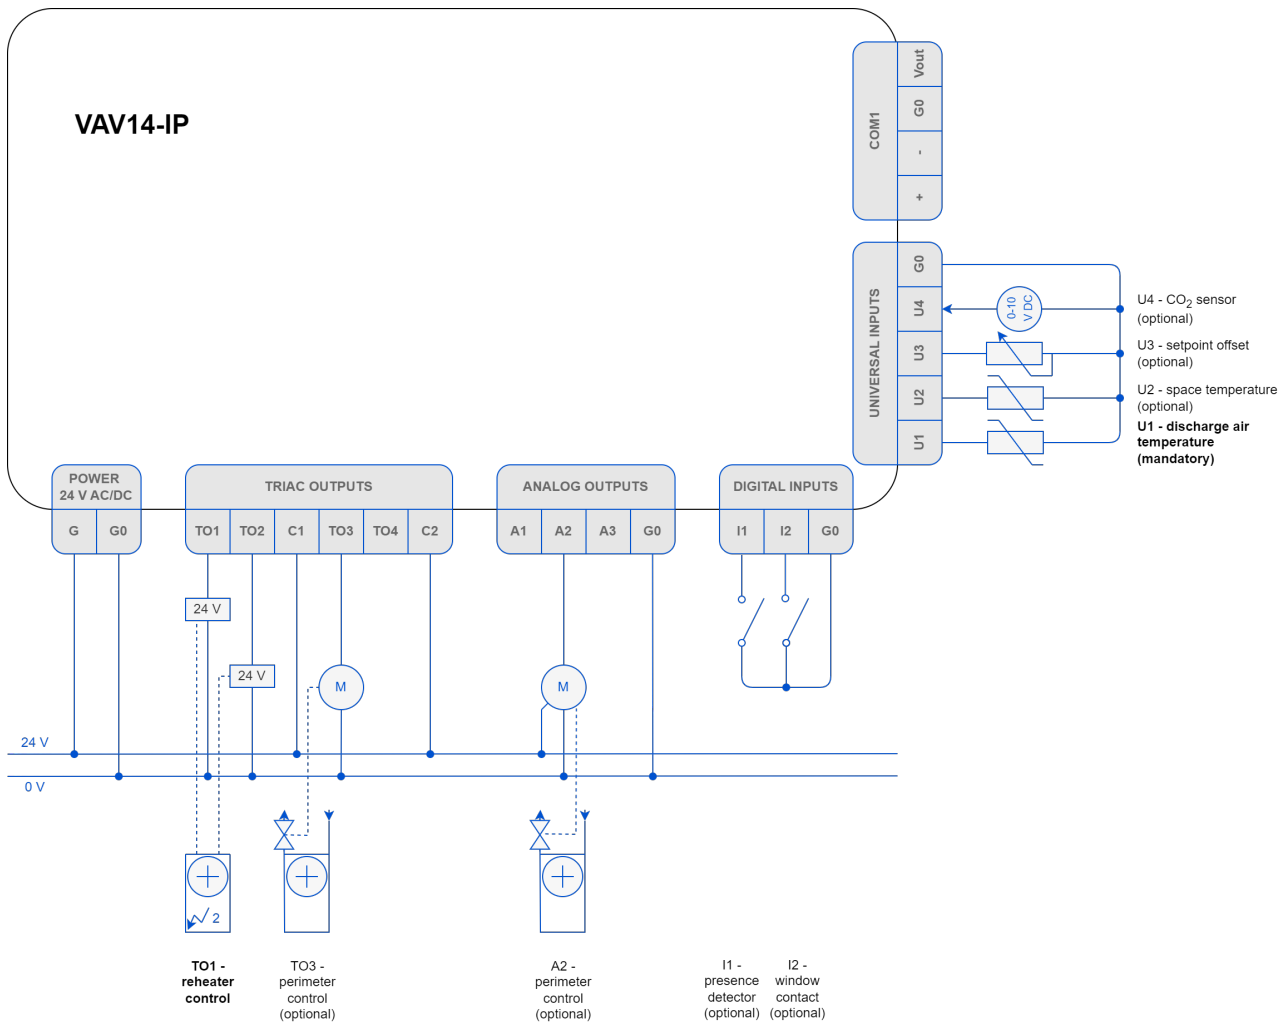 VAV14-IP
COM1
Vout
G0
-
+
UNIVERSAL INPUTS
G0
U4
U3
U2
U1
0-10
V DC
U4 - CO2 sensor
(optional)
U3 - setpoint offset
(optional)
U2 - space temperature
(optional)
U1 - discharge air
temperature
(mandatory)
POWER
24 V AC/DC
G
G0
TRIAC OUTPUTS
TO1
TO2
C1
TO3
TO4
C2
ANALOG OUTPUTS
A1
A2
A3
G0
DIGITAL INPUTS
I1
I2
G0
24 V
24 V
M
M
24 V
0 V
2
TO1 -
reheater
control
TO3 -
perimeter
control
(optional)
A2 -
perimeter
control
(optional)
I1 -
presence
detector
(optional)
I2 -
window
contact
(optional)